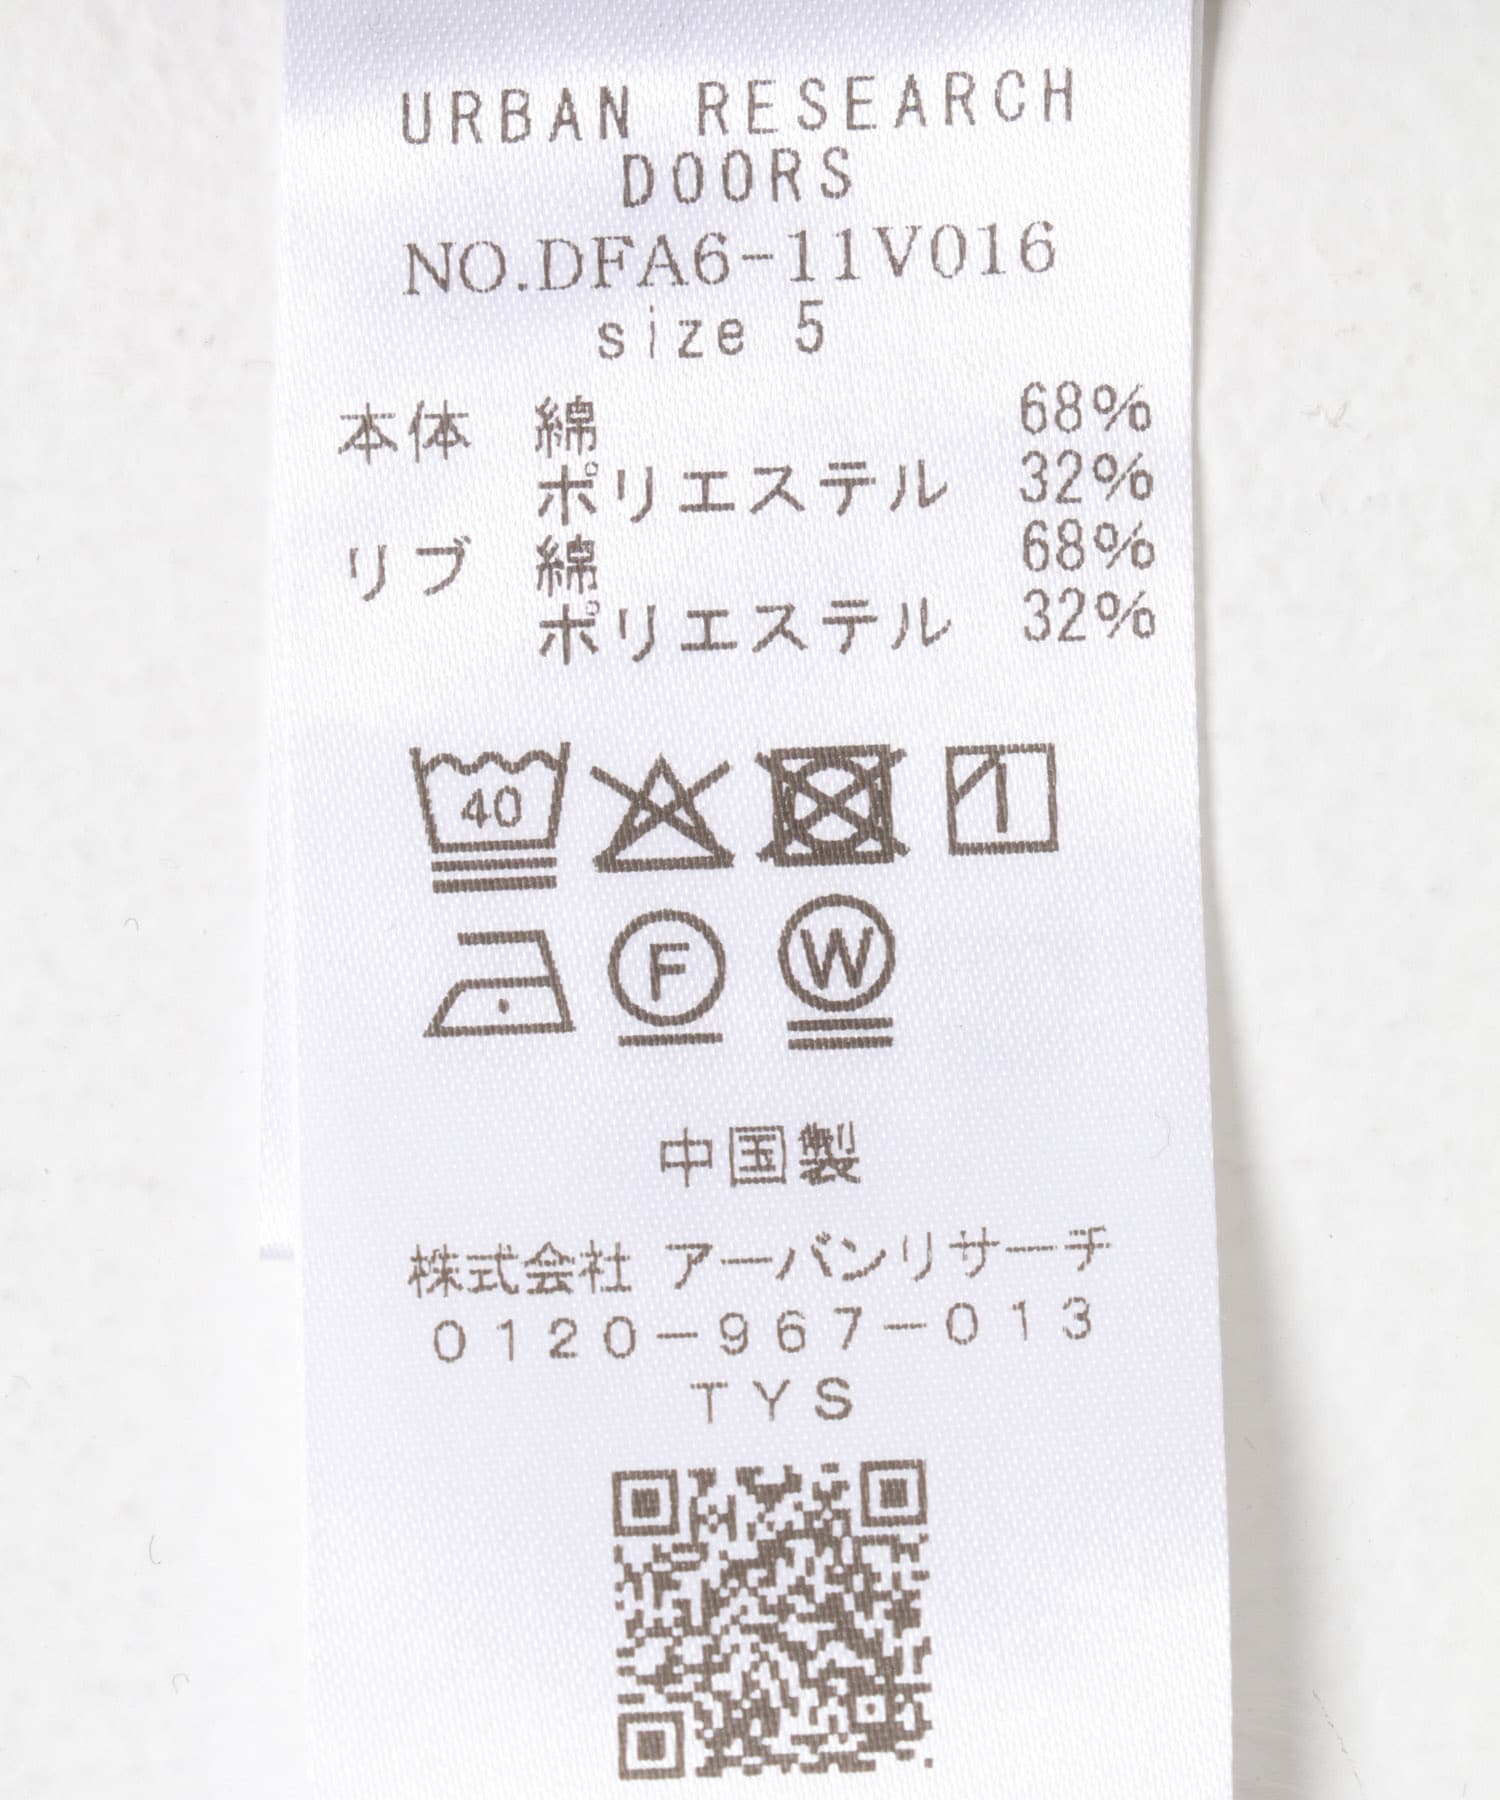 URBAN RESEARCH
DOORS
NO.DFA6-11V016
size 5
本体 綿 68%
ポリエステル 32%
リブ 綿 68%
ポリエステル 32%
40
F W
中国製
株式会社 アーバンリサーチ
0120-967-013
TYS